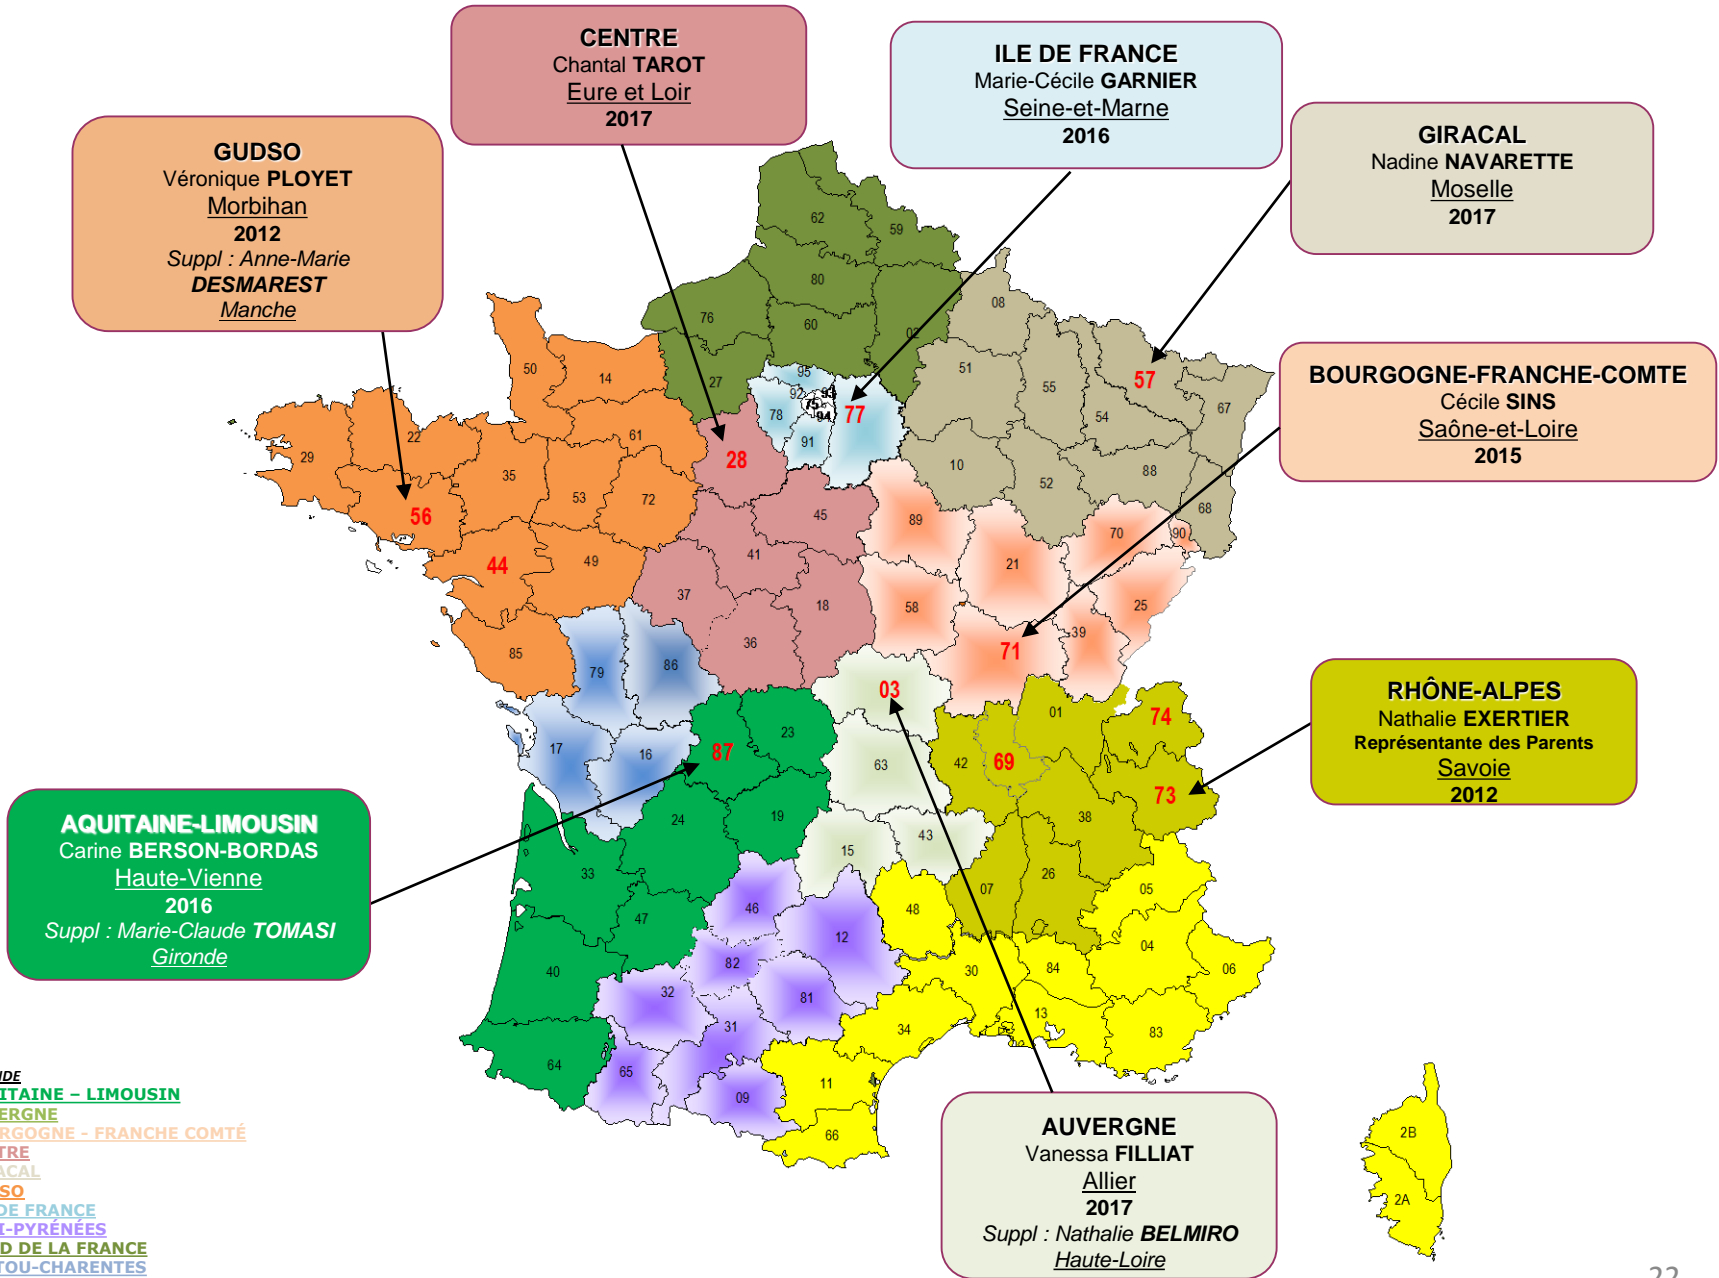 CENTRE
Chantal TAROT
Eure et Loir
2017
ILE DE FRANCE
Marie-Cécile GARNIER
Seine-et-Marne
2016
GIRACAL
Nadine NAVARETTE
Moselle
2017
GUDSO
Véronique PLOYET
Morbihan
2012
Suppl : Anne-Marie
DESMAREST
Manche
BOURGOGNE-FRANCHE-COMTE
Cécile SINS
Saône-et-Loire
2015
RHÔNE-ALPES
Nathalie EXERTIER
Représentante des Parents
Savoie
2012
AQUITAINE-LIMOUSIN
Carine BERSON-BORDAS
Haute-Vienne
2016
Suppl : Marie-Claude TOMASI
Gironde
AUVERGNE
Vanessa FILLIAT
Allier
2017
Suppl : Nathalie BELMIRO
Haute-Loire
62
59
80
76
60
02
27
08
51
55
57
54
67
10
52
88
68
50
14
61
22
29
35
53
72
56
44
49
85
95
92
93
75
94
78
91
77
28
45
41
37
18
36
89
21
70
90
58
25
39
71
79
86
17
16
03
63
15
43
87
23
24
19
33
47
40
64
01
74
42
69
73
38
07
26
46
12
82
32
81
31
65
09
48
05
04
06
30
84
13
83
34
11
66
2B
2A
NDE
ITAINE – LIMOUSIN
ERGNE
RGOGNE - FRANCHE COMTÉ
TRE
ACAL
SO
DE FRANCE
I-PYRÉNÉES
D DE LA FRANCE
TOU-CHARENTES
22